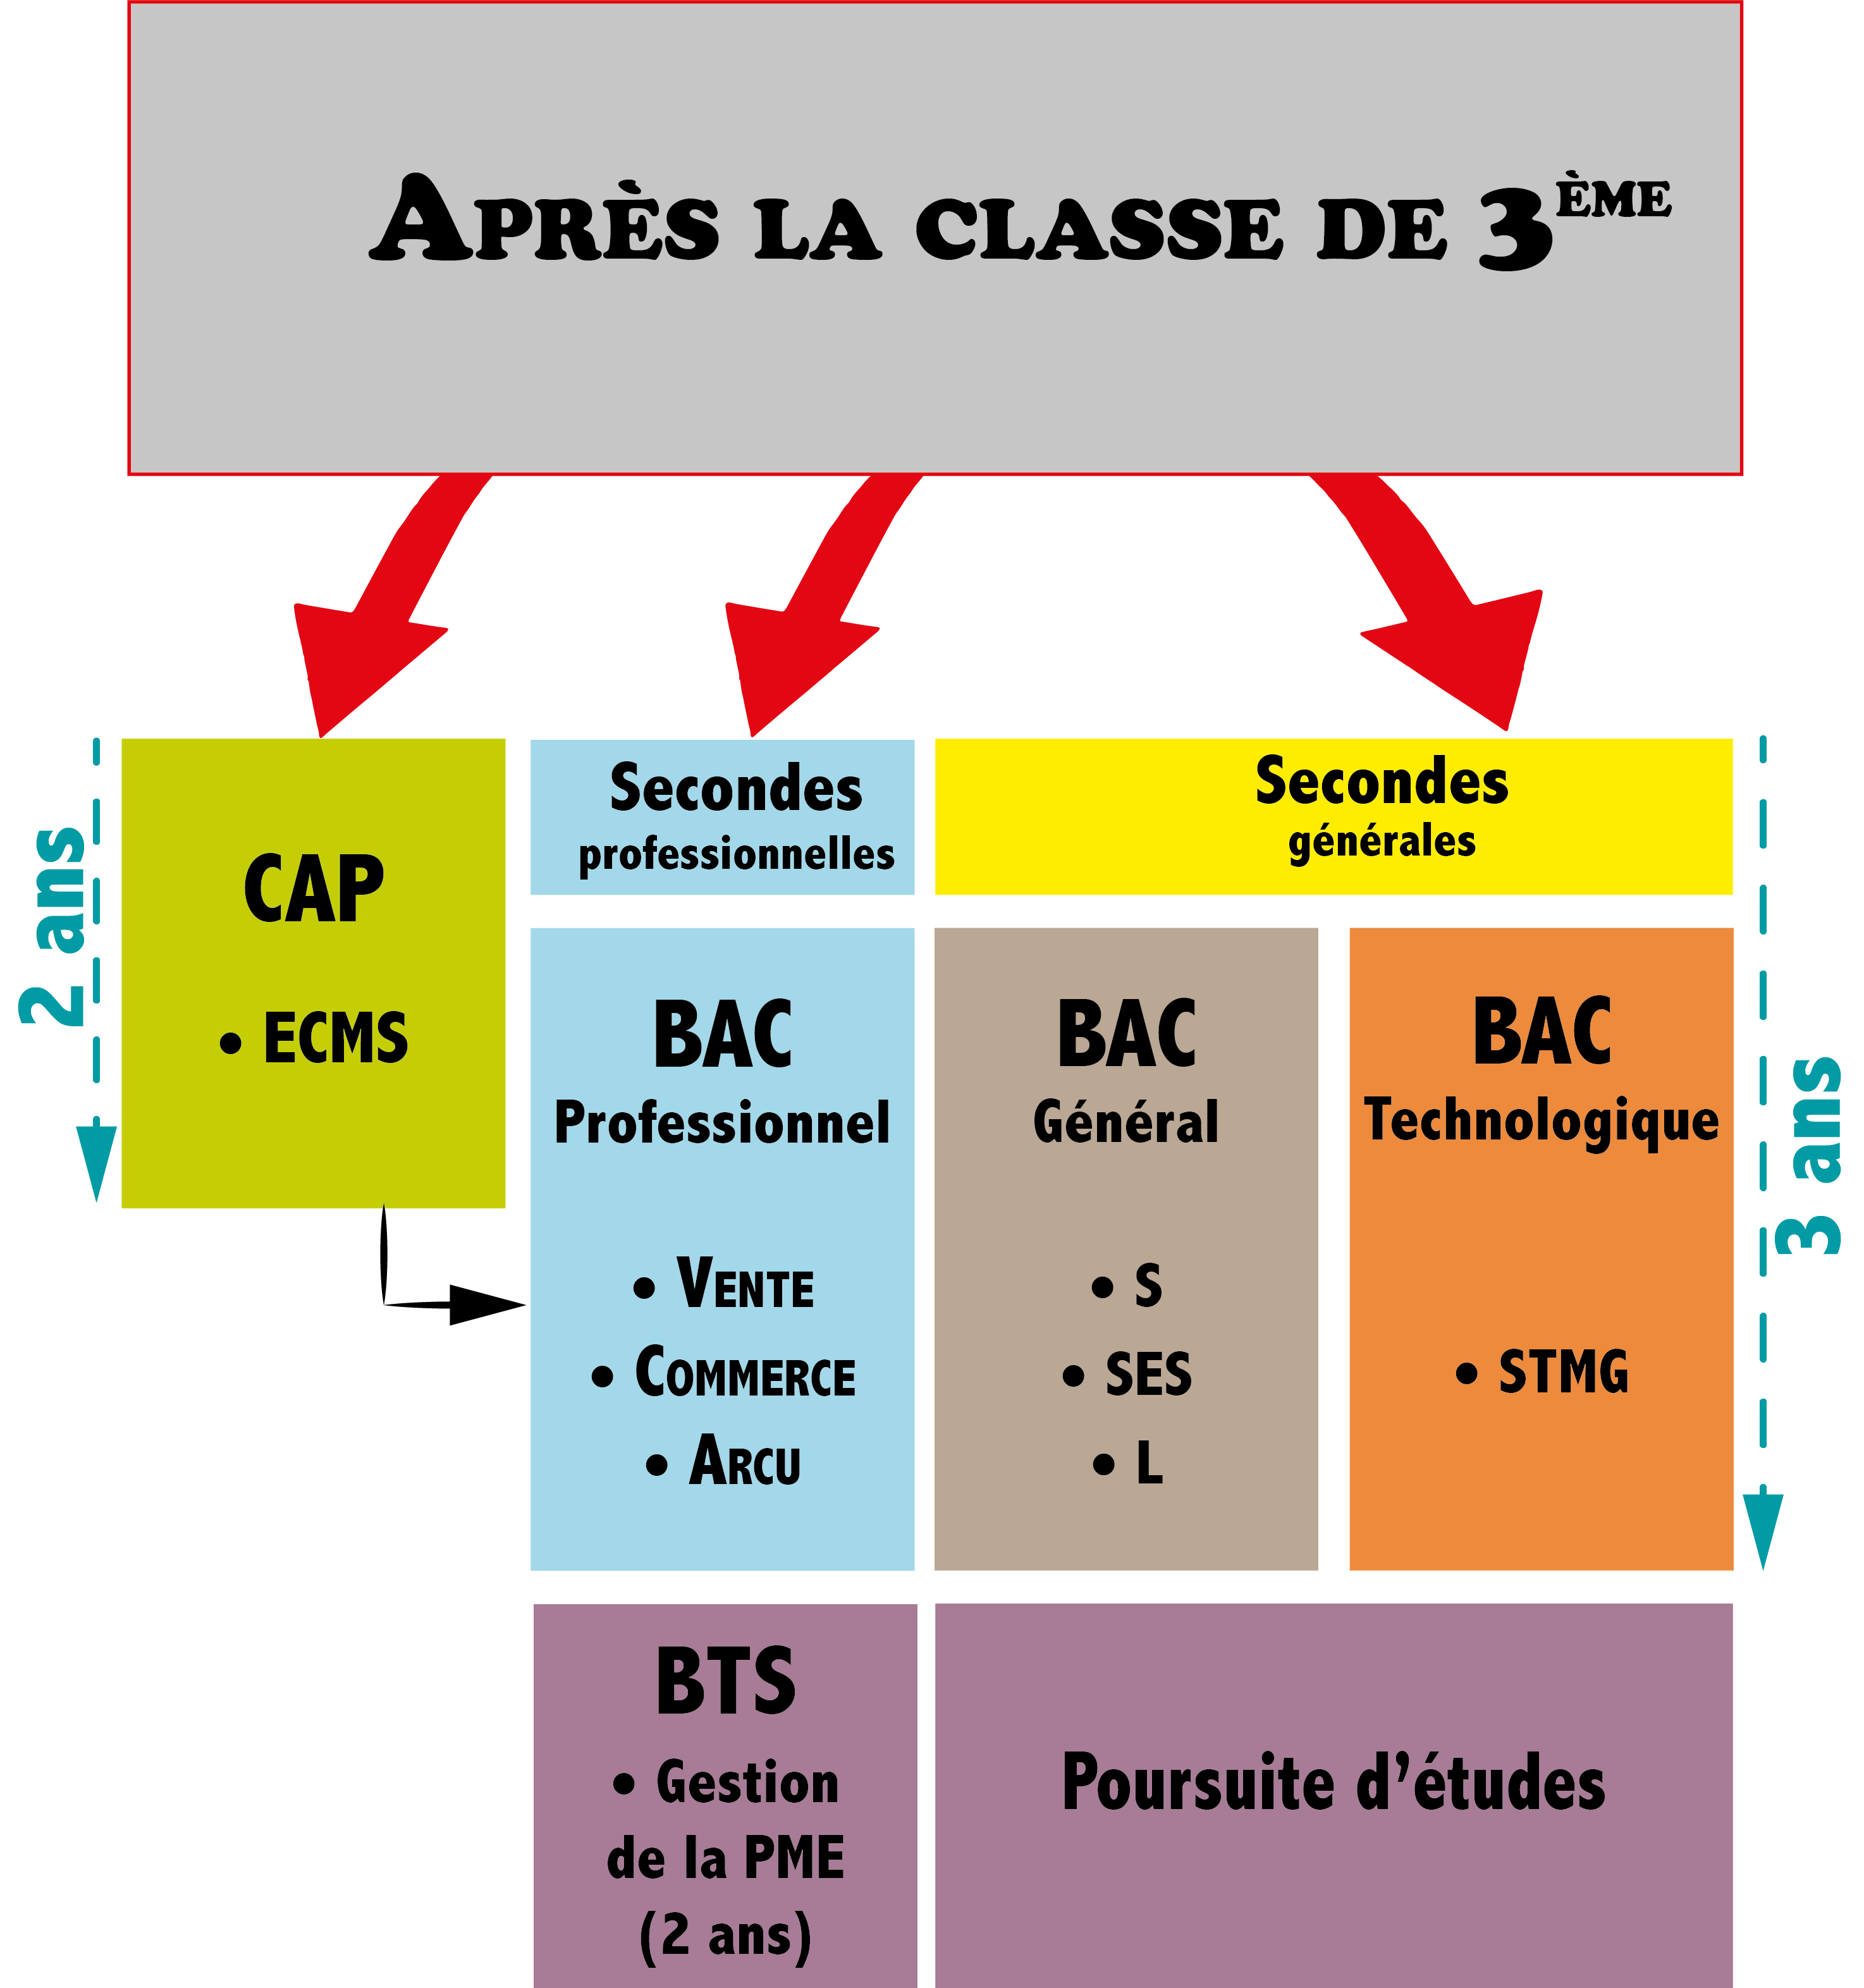 Après la classe de 3ème
2 ans
CAP
• ECMS
Secondes
professionnelles
BAC
Professionnel
• Vente
• Commerce
• Arcu
BTS
• Gestion
de la PME
(2 ans)
Secondes
générales
BAC
Général
• S
• SES
• L
BAC
Technologique
• STMG
Poursuite d'études
3 ans